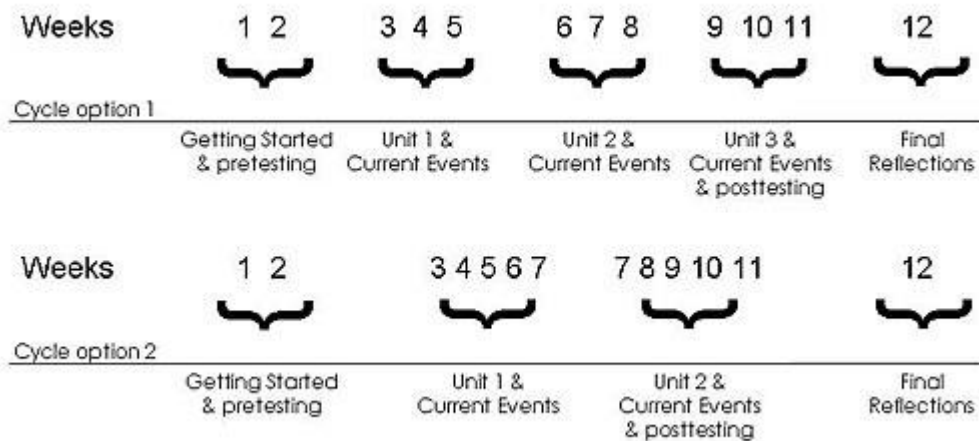 Weeks 1 2 3 4 5 6 7 8 9 10 11 12
Cycle option 1
Getting Started Unit 1 & Unit 2 & Unit 3 & Final
& pretesting Current Events Current Events Current Events Reflections
& posttesting
Weeks 1 2 3 4 5 6 7 7 8 9 10 11 12
Cycle option 2
Getting Started Unit 1 & Unit 2 & Final
& pretesting Current Events Current Events Reflections
& posttesting